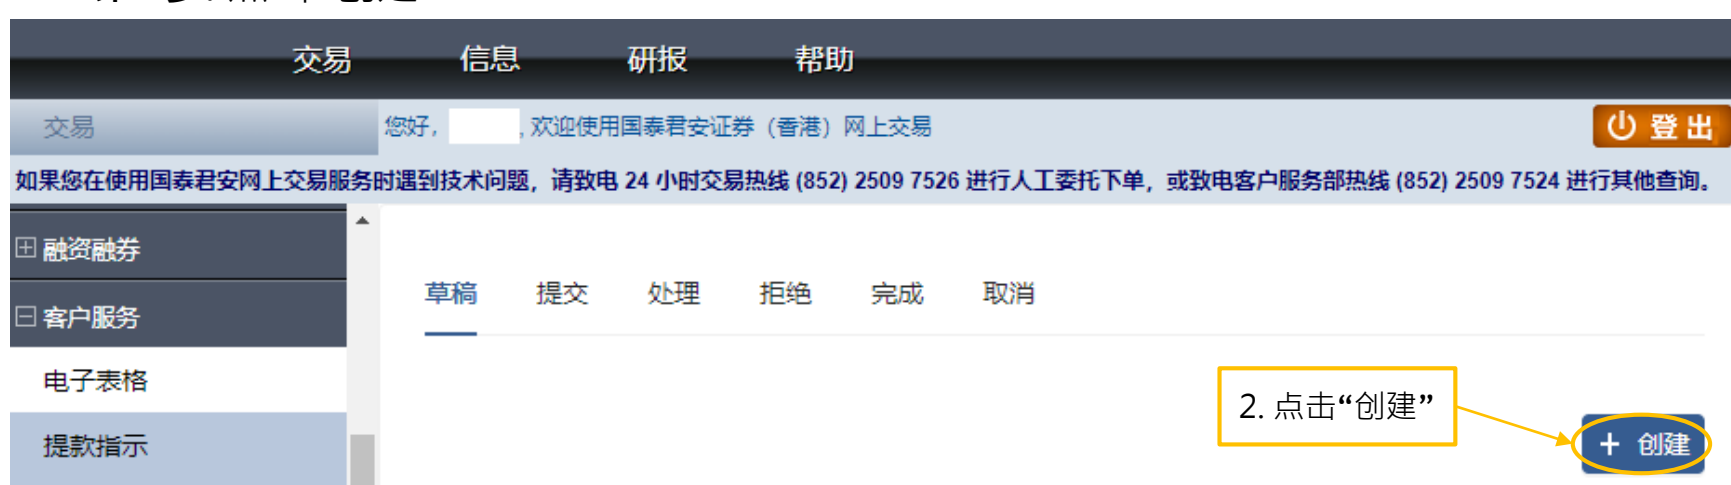 交易 信息 研报 帮助
交易
您好, , 欢迎使用国泰君安证券（香港）网上交易
登出
如果您在使用国泰君安网上交易服务时遇到技术问题，请致电 24 小时交易热线 (852) 2509 7526 进行人工委托下单，或致电客户服务部热线 (852) 2509 7524 进行其他查询。
融资融券
客户服务
电子表格
提款指示
草稿 提交 处理 拒绝 完成 取消
2. 点击“创建”
+ 创建